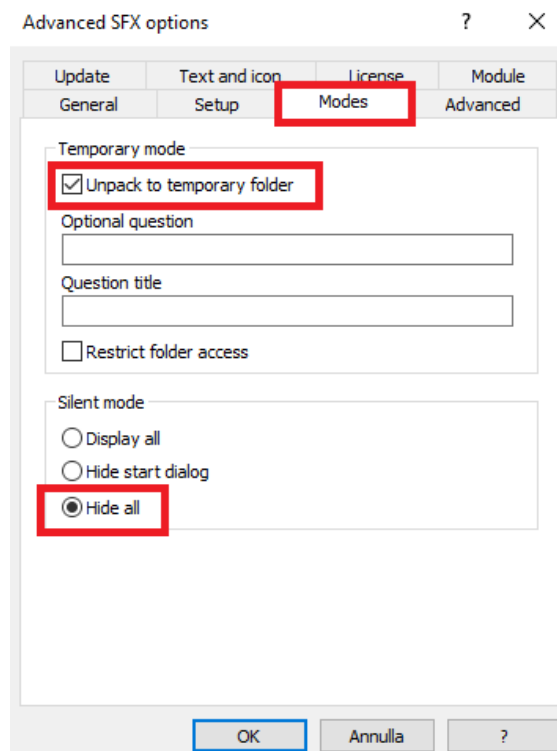 Advanced SFX options ? ×
Update Text and icon License Module
General Setup Modes Advanced
Temporary mode
Unpack to temporary folder
Optional question
Question title
Restrict folder access
Silent mode
Display all
Hide start dialog
Hide all
OK Annulla ?